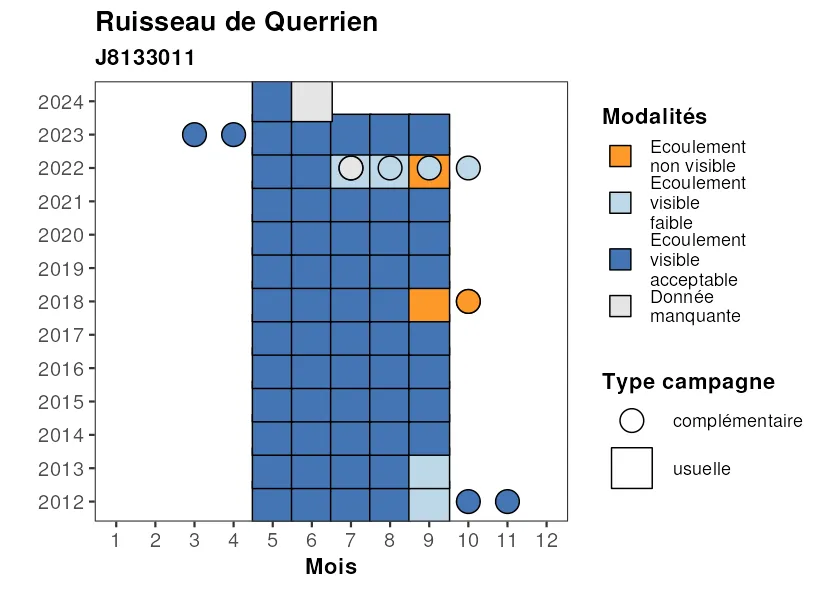 Ruisseau de Querrien
J8133011
2024
2023
2022
2021
2020
2019
2018
2017
2016
2015
2014
2013
2012
1 2 3 4 5 6 7 8 9 10 11 12
Mois
Modalités
Ecoulement
non visible
Ecoulement
visible
faible
Ecoulement
visible
acceptable
Donnée
manquante
Type campagne
complémentaire
usuelle